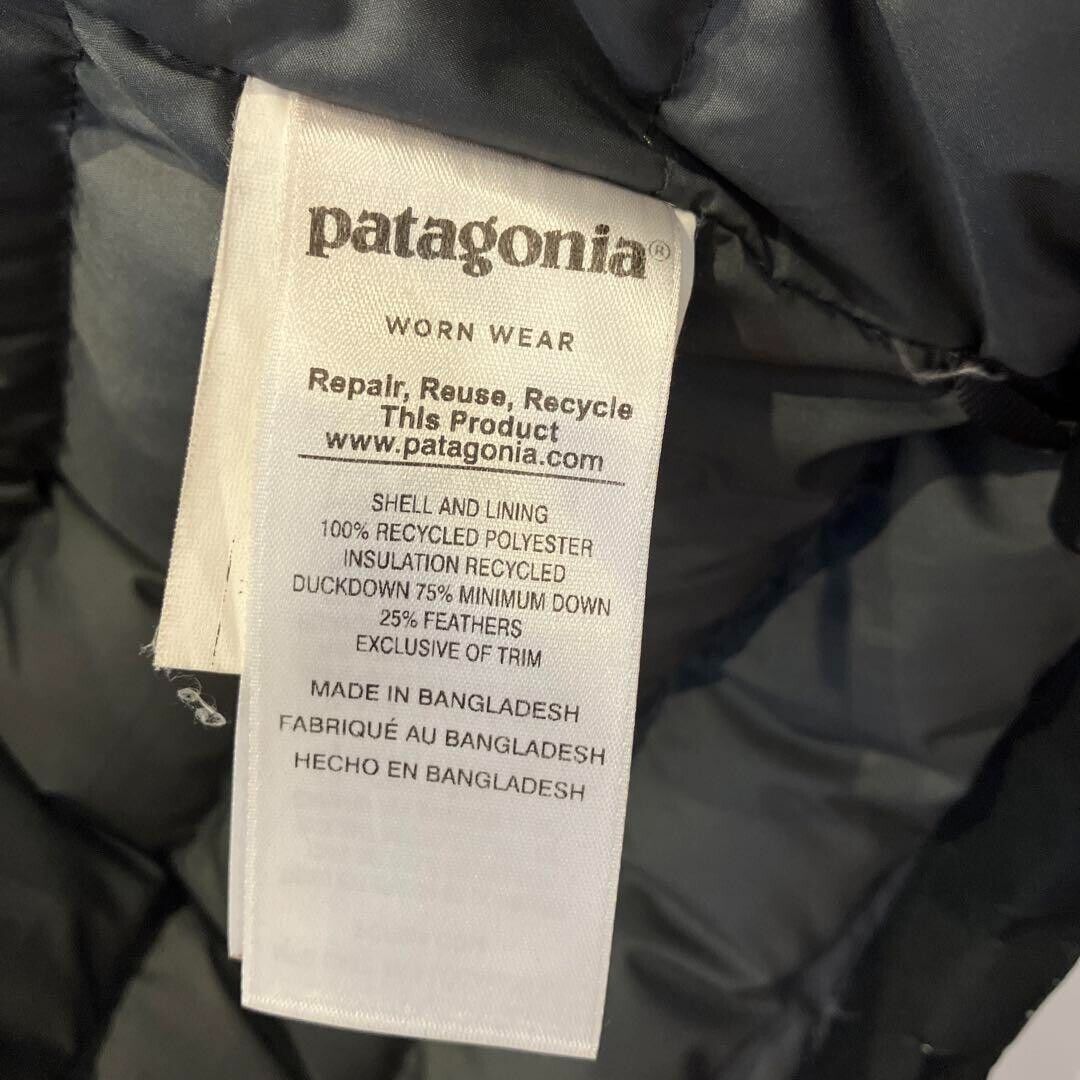 patagonia®
WORN WEAR
Repair, Reuse, Recycle
This Product
www.patagonia.com
SHELL AND LINING
100% RECYCLED POLYESTER
INSULATION RECYCLED
DUCKDOWN 75% MINIMUM DOWN
25% FEATHERS
EXCLUSIVE OF TRIM
MADE IN BANGLADESH
FABRIQUÉ AU BANGLADESH
HECHO EN BANGLADESH